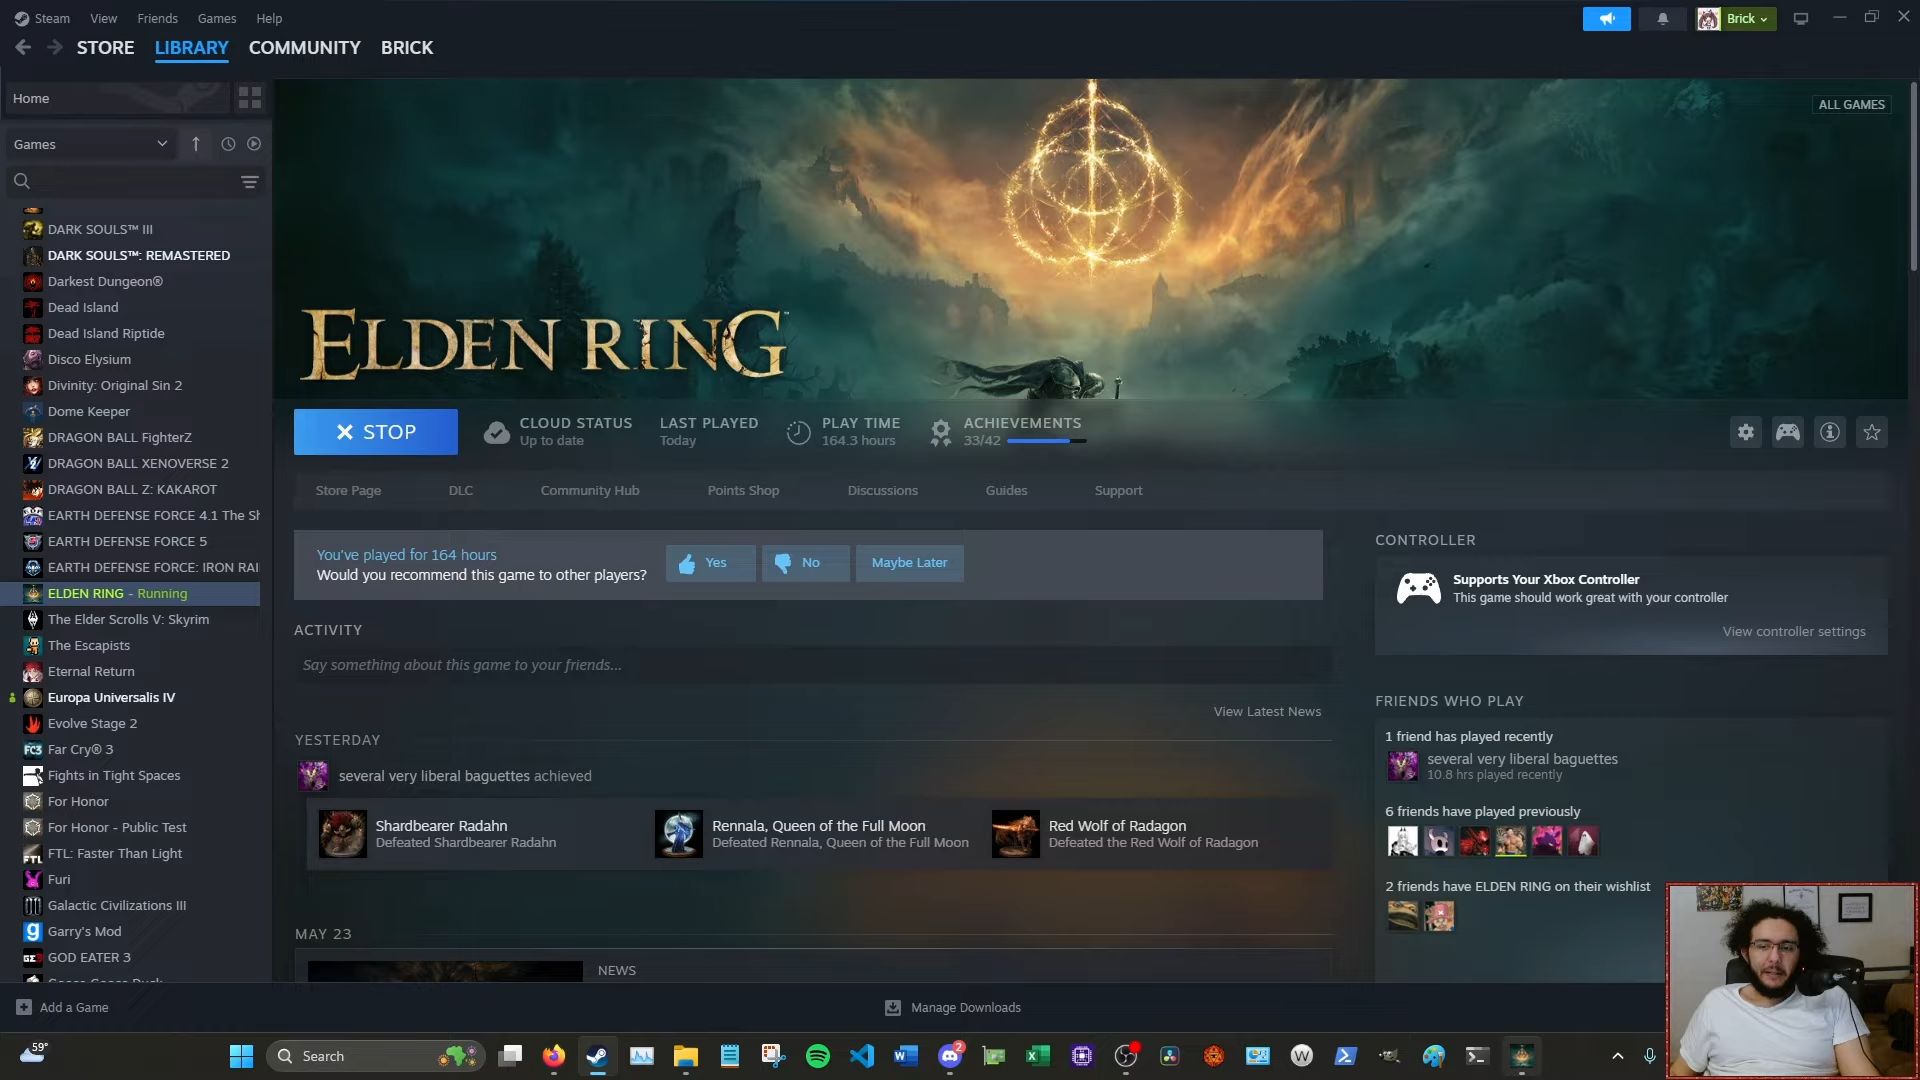 Steam View Friends Games Help
Brick
STORE LIBRARY COMMUNITY BRICK
Home
ALL GAMES
Games
DARK SOULS™ III
DARK SOULS™: REMASTERED
Darkest Dungeon®
Dead Island
Dead Island Riptide
Disco Elysium
Divinity: Original Sin 2
Dome Keeper
DRAGON BALL FighterZ
DRAGON BALL XENOVERSE 2
DRAGON BALL Z: KAKAROT
EARTH DEFENSE FORCE 4.1 The Sh
EARTH DEFENSE FORCE 5
EARTH DEFENSE FORCE: IRON RAI
ELDEN RING - Running
The Elder Scrolls V: Skyrim
The Escapists
Eternal Return
Europa Universalis IV
Evolve Stage 2
FC3 Far Cry® 3
Fights in Tight Spaces
For Honor
For Honor - Public Test
FTL FTL: Faster Than Light
Furi
Galactic Civilizations III
g Garry's Mod
GE3 GOD EATER 3
Add a Game
ELDEN RING™
STOP
CLOUD STATUS
Up to date
LAST PLAYED
Today
PLAY TIME
164.3 hours
ACHIEVEMENTS
33/42
Store Page DLC Community Hub Points Shop Discussions Guides Support
You've played for 164 hours
Would you recommend this game to other players?
Yes No Maybe Later
ACTIVITY
Say something about this game to your friends...
View Latest News
YESTERDAY
several very liberal baguettes achieved
Shardbearer Radahn
Defeated Shardbearer Radahn
Rennala, Queen of the Full Moon
Defeated Rennala, Queen of the Full Moon
Red Wolf of Radagon
Defeated the Red Wolf of Radagon
MAY 23
NEWS
CONTROLLER
Supports Your Xbox Controller
This game should work great with your controller
View controller settings
FRIENDS WHO PLAY
1 friend has played recently
several very liberal baguettes
10.8 hrs played recently
6 friends have played previously
2 friends have ELDEN RING on their wishlist
Manage Downloads
59°
Search
2